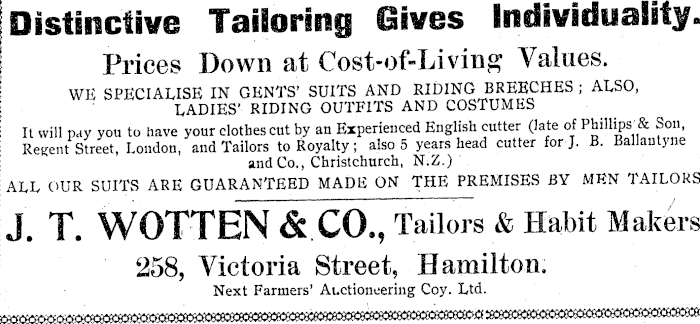 Distinctive Tailoring Gives Individuality.
Prices Down at Cost-of-Living Values.
WE SPECIALISE IN GENTS' SUITS AND RIDING BREECHES; ALSO,
LADIES' RIDING OUTFITS AND COSTUMES
It will pay you to have your clothes cut by an Experienced English cutter (late of Phillips & Son,
Regent Street, London, and Tailors to Royalty; also 5 years head cutter for J. B. Ballantyne
and Co., Christchurch, N.Z.)
ALL OUR SUITS ARE GUARANTEED MADE ON THE PREMISES BY MEN TAILORS
J. T. WOTTEN & CO., Tailors & Habit Makers
258, Victoria Street, Hamilton.
Next Farmers' Auctioneering Coy. Ltd.